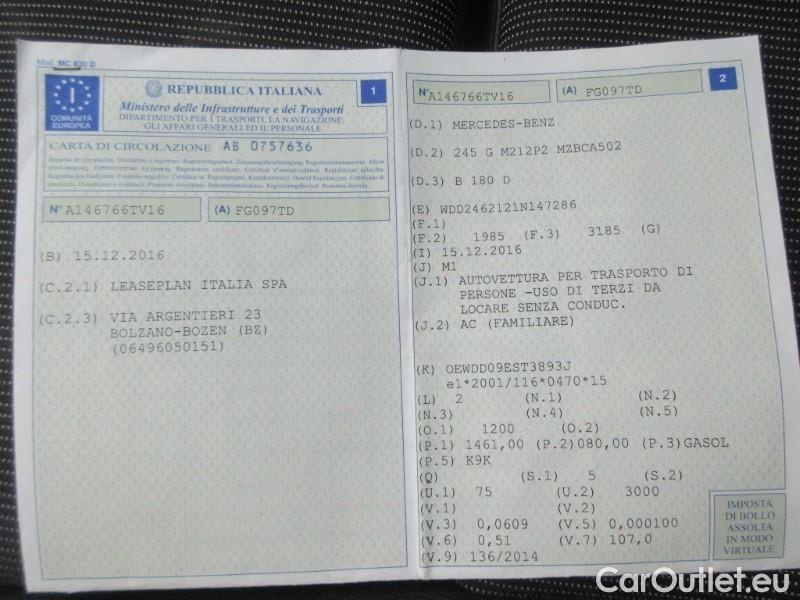 Mod. MC 820 D
I
COMUNITÀ
EUROPEA
REPUBBLICA ITALIANA
1
Ministero delle Infrastrutture e dei Trasporti
DIPARTIMENTO PER I TRASPORTI, LA NAVIGAZIONE,
GLI AFFARI GENERALI ED IL PERSONALE
CARTA DI CIRCOLAZIONE AB 0757636
N° A146766TV16 (A) FG097TD
(B) 15.12.2016
(C.2.1) LEASEPLAN ITALIA SPA
(C.2.3) VIA ARGENTIERI 23
BOLZANO-BOZEN (BZ)
(06496050151)
N° A146766TV16 (A) FG097TD
2
(D.1) MERCEDES-BENZ
(D.2) 245 G M212P2 MZBCA502
(D.3) B 180 D
(E) WDD2462121N147286
(F.1)
(F.2) 1985 (F.3) 3185 (G)
(I) 15.12.2016
(J) M1
(J.1) AUTOVETTURA PER TRASPORTO DI
PERSONE -USO DI TERZI DA
LOCARE SENZA CONDUC.
(J.2) AC (FAMILIARE)
(K) OEWDD09EST3893J
e1*2001/116*0470*15
(L) 2 (N.1) (N.2)
(N.3) (N.4) (N.5)
(O.1) 1200 (O.2)
(P.1) 1461,00 (P.2)080,00 (P.3)GASOL
(P.5) K9K
(Q) (S.1) 5 (S.2)
(U.1) 75 (U.2) 3000
(V.1) (V.2)
(V.3) 0,0609 (V.5) 0,000100
(V.6) 0,51 (V.7) 107,0
(V.9) 136/2014
IMPOSTA
DI BOLLO
ASSOLTA
IN MODO
VIRTUALE
CarOutlet.eu